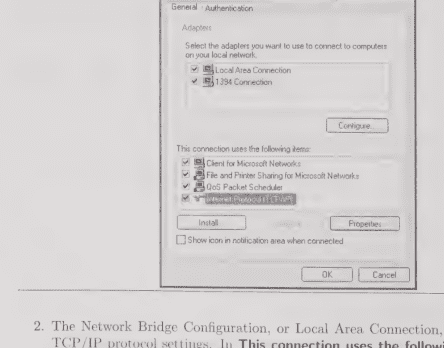 General Authentication
Adapters
Select the adapters you want to use to connect to computers
on your local network.
Local Area Connection
1394 Connection
Configure...
This connection uses the following items:
Client for Microsoft Networks
File and Printer Sharing for Microsoft Networks
QoS Packet Scheduler
Internet Protocol (TCP/IP)
Install...
Properties
Show icon in notification area when connected
OK Cancel
2. The Network Bridge Configuration, or Local Area Connection,
TCP/IP protocol settings. In This connection uses the